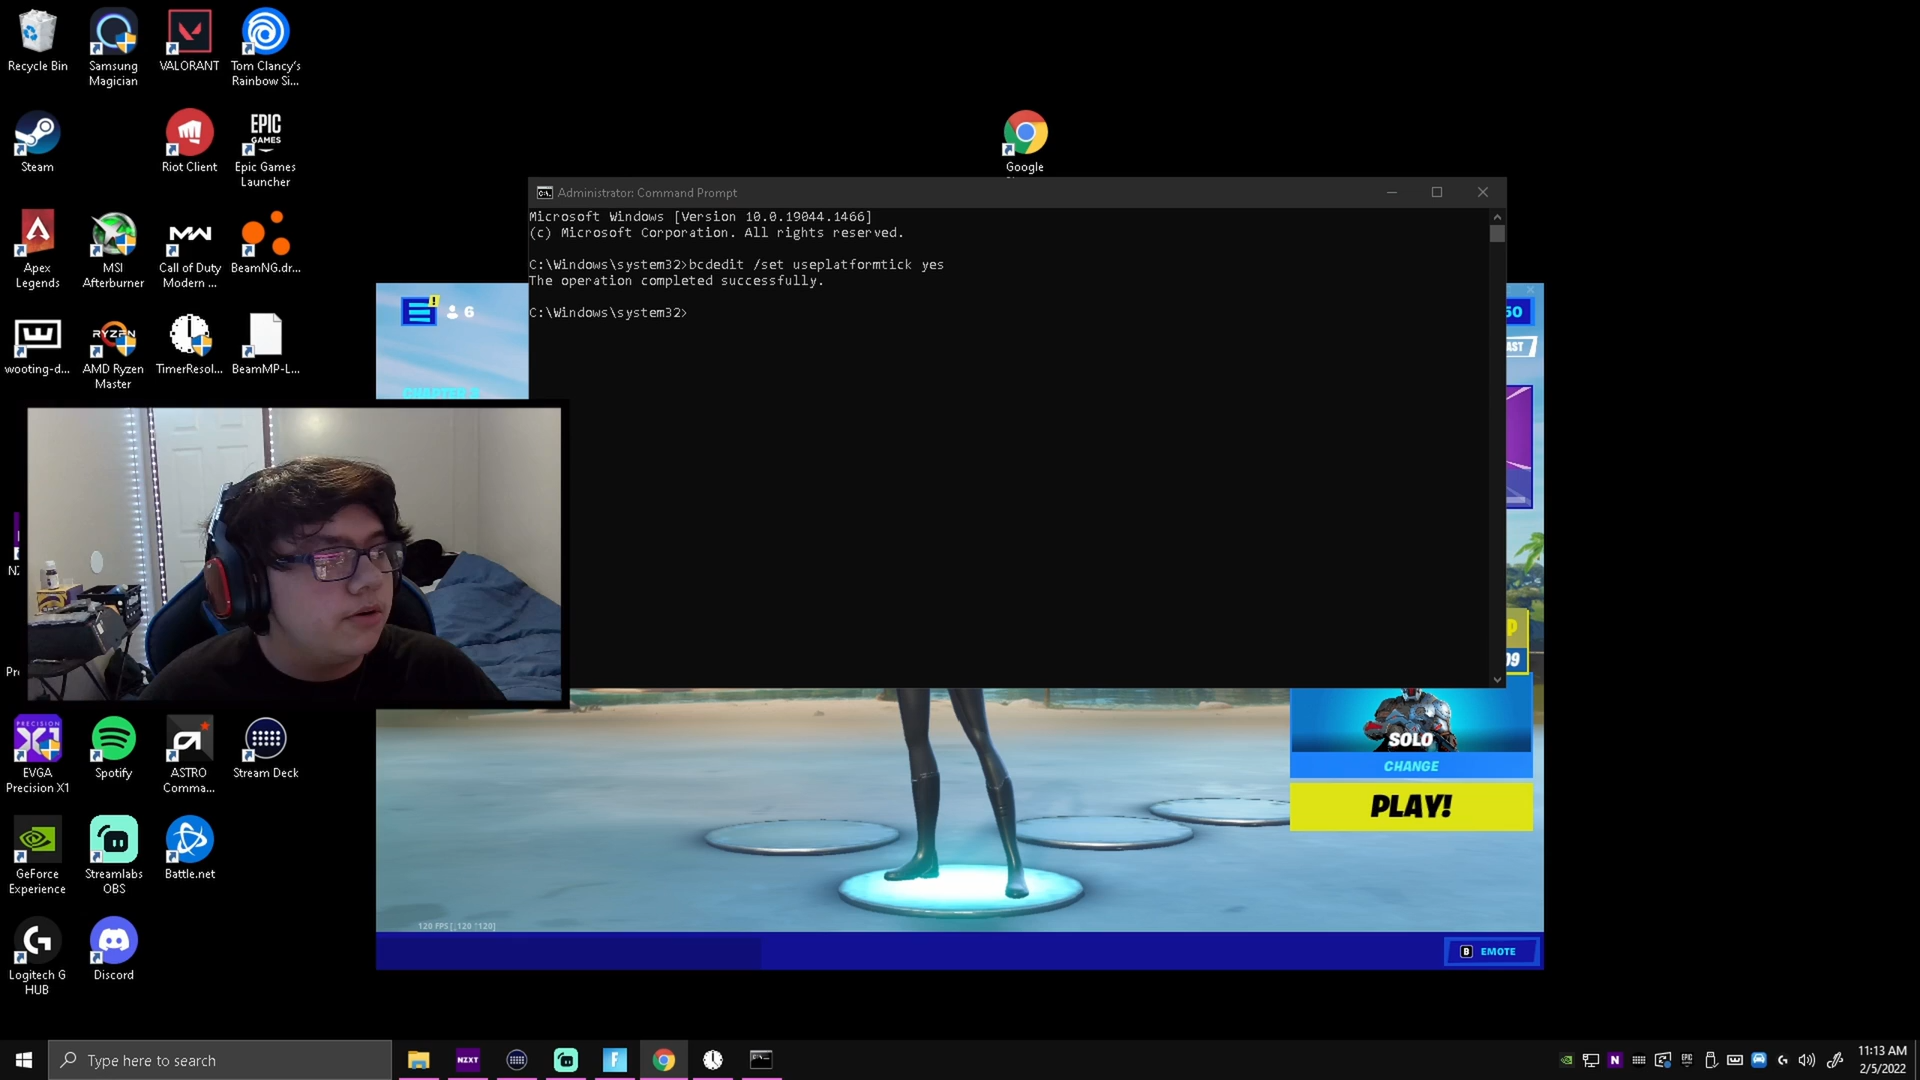 Recycle Bin
Samsung Magician
VALORANT
Tom Clancy's Rainbow Si...
Steam
Riot Client
EPIC GAMES
Epic Games Launcher
Google
Apex Legends
MSI Afterburner
Call of Duty Modern ...
BeamNG.dr...
wooting-d...
RYZEN
AMD Ryzen Master
TimerResol...
BeamMP-L...
Administrator: Command Prompt
Microsoft Windows [Version 10.0.19044.1466]
(c) Microsoft Corporation. All rights reserved.
C:\Windows\system32>bcdedit /set useplatformtick yes
The operation completed successfully.
C:\Windows\system32>
6
PRECISION
X1
EVGA Precision X1
Spotify
ASTRO Comma...
Stream Deck
GeForce Experience
Streamlabs OBS
Battle.net
Logitech G HUB
Discord
SOLO
CHANGE
PLAY!
B EMOTE
Type here to search
NZXT
11:13 AM
2/5/2022